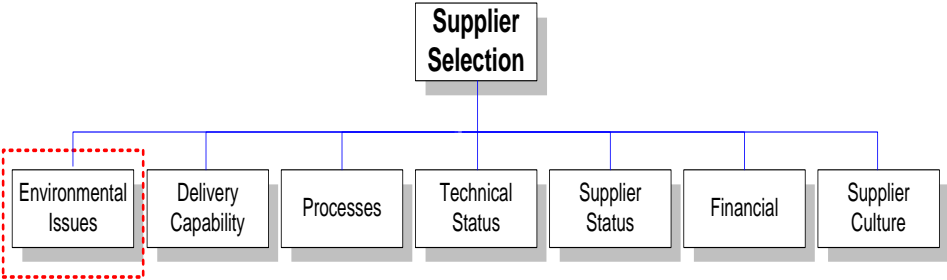 Supplier
Selection
Environmental
Issues
Delivery
Capability
Processes
Technical
Status
Supplier
Status
Financial
Supplier
Culture